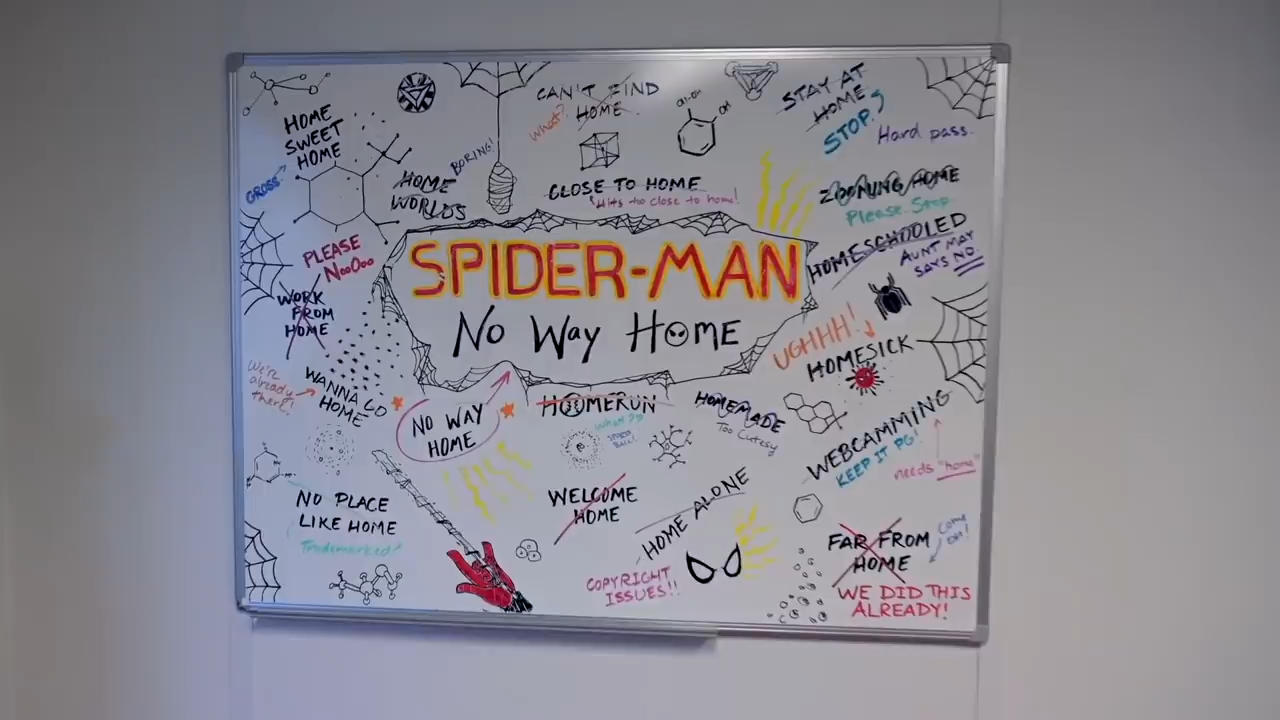 HOME
SWEET
HOME
GROSS
HOME
WORLDS
BORING!
CAN'T FIND
HOME
What?
CLOSE TO HOME
Hits to close to home!
OH
STAY AT
HOME
STOP.
Hard pass.
ZOOMING HOME
Please Stop
HOMESCHOOLED
AUNT MAY
SAYS NO.
PLEASE
NooOoo
WORK
FROM
HOME
SPIDER-MAN
No Way Home
UGHHH!
HOMESICK
We're
already
there!
WANNA GO
HOME
NO WAY
HOME
HOMERUN
What??
HOMEMADE
Too Cutesy
WEBCAMMING
KEEP IT PG!
needs "home"
NO PLACE
LIKE HOME
Trademarked!
WELCOME
HOME
HOME ALONE
COPYRIGHT
ISSUES!!
FAR FROM
HOME
COME
ON!
WE DID THIS
ALREADY!